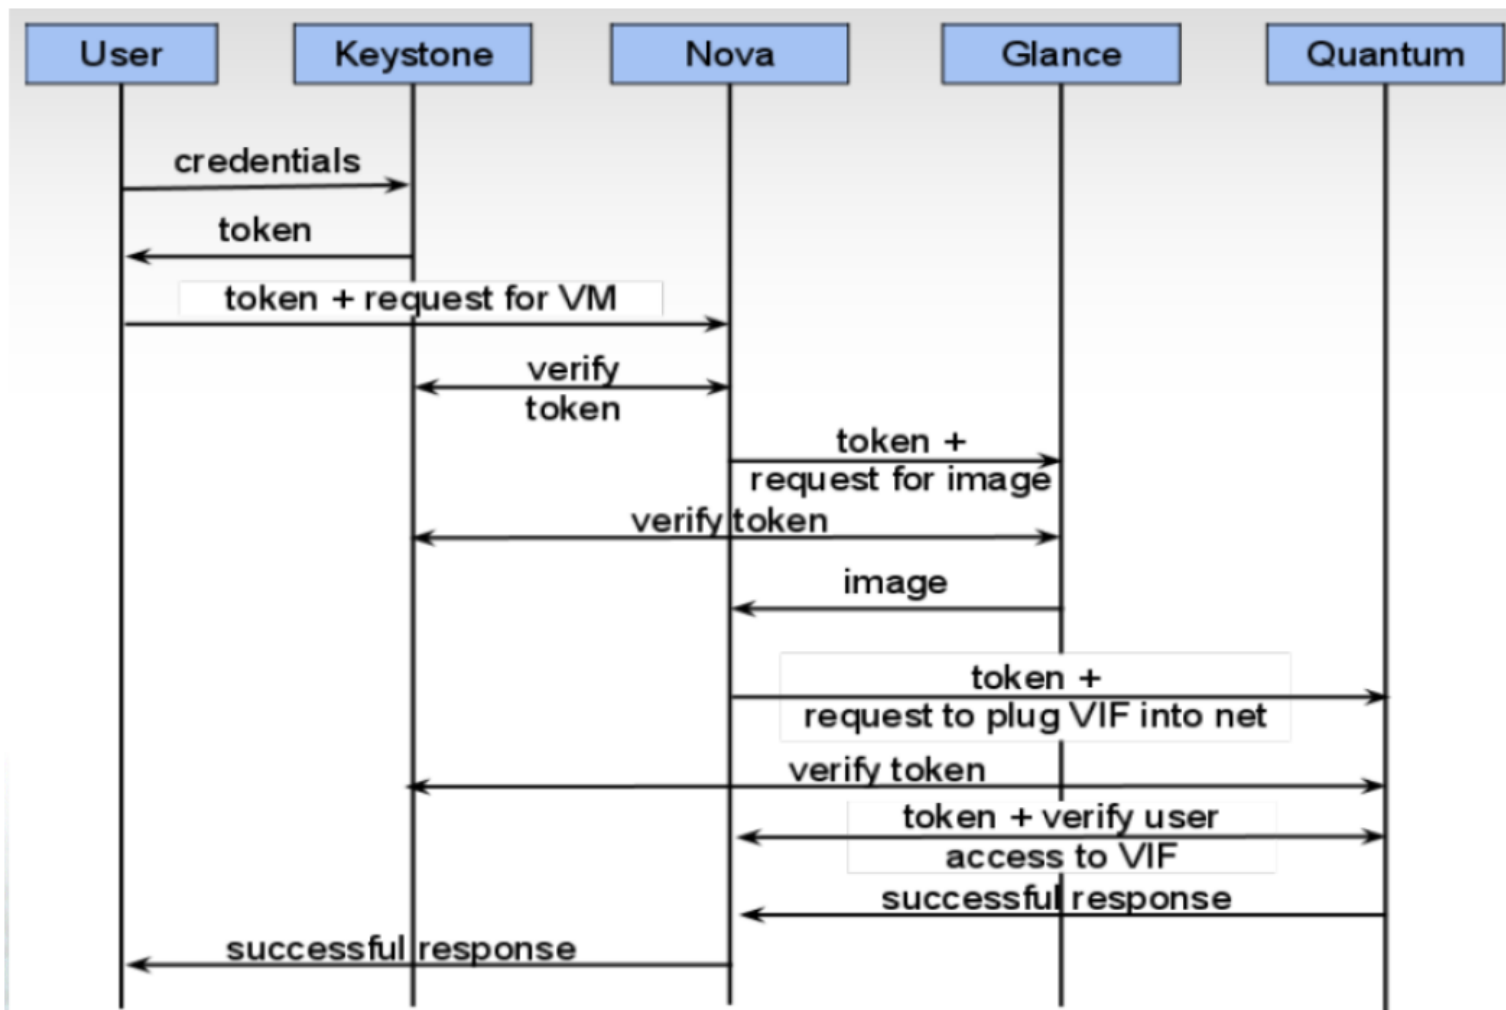 User
Keystone
Nova
Glance
Quantum
credentials
token
token + request for VM
verify
token
token +
request for image
verify token
image
token +
request to plug VIF into net
verify token
token + verify user
access to VIF
successful response
successful response